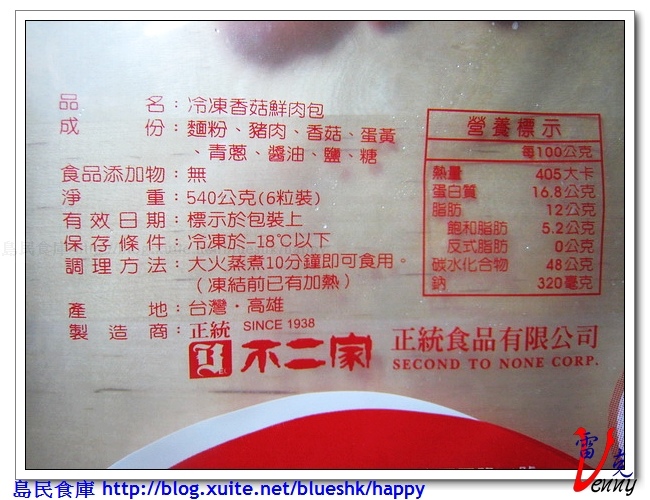 品名：冷凍香菇鮮肉包
成份：麵粉、豬肉、香菇、蛋黃
、青蔥、醬油、鹽、糖
食品添加物：無
淨重：540公克(6粒裝)
有效日期：標示於包裝上
保存條件：冷凍於-18℃以下
調理方法：大火蒸煮10分鐘即可食用。
（凍結前已有加熱）
產地：台灣・高雄
製造商：正統 SINCE 1938
不二家
正統食品有限公司
SECOND TO NONE CORP.
營養標示
每100公克
熱量 405大卡
蛋白質 16.8公克
脂肪 12公克
飽和脂肪 5.2公克
反式脂肪 0公克
碳水化合物 48公克
鈉 320毫克
雷克
Venny
島民食庫 http://blog.xuite.net/blueshk/happy